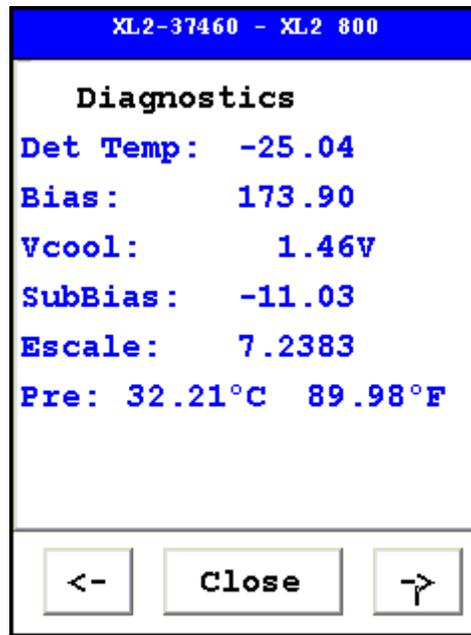 XL2-37460 - XL2 800
Diagnostics
Det Temp: -25.04
Bias: 173.90
Vcool: 1.46V
SubBias: -11.03
Escale: 7.2383
Pre: 32.21°C 89.98°F
<- Close ->